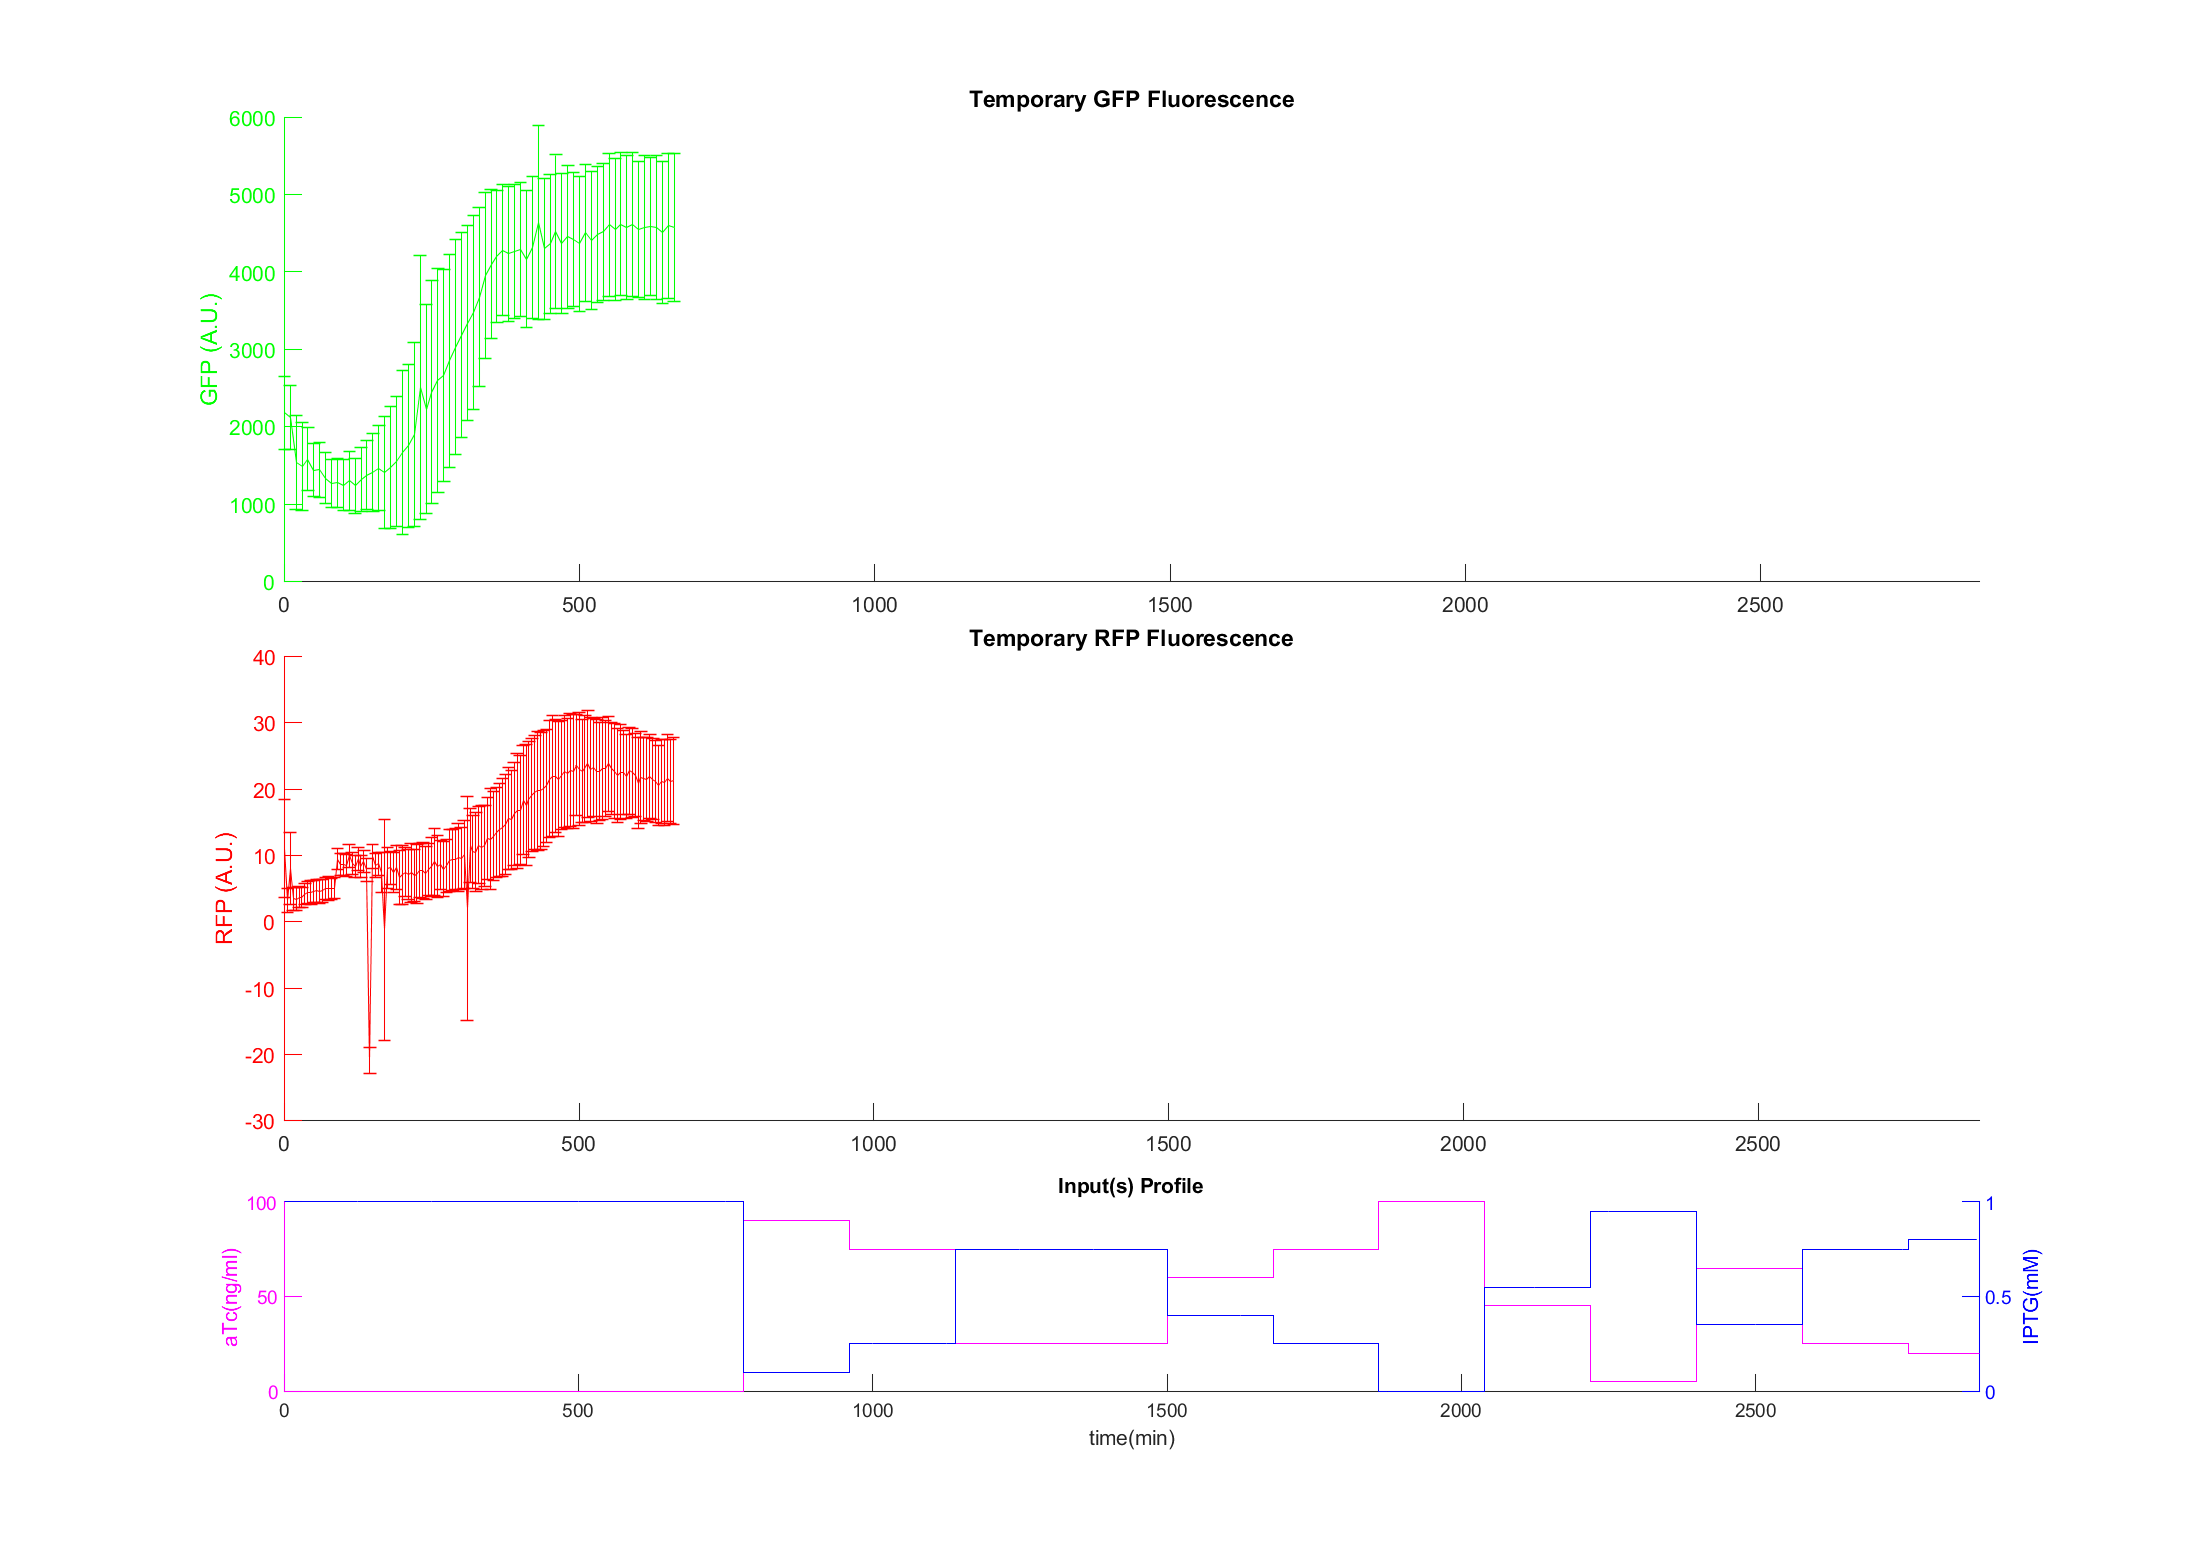 Temporary GFP Fluorescence
6000
5000
4000
3000
2000
1000
0
GFP (A.U.)
0 500 1000 1500 2000 2500
Temporary RFP Fluorescence
40
30
20
10
0
-10
-20
-30
RFP (A.U.)
0 500 1000 1500 2000 2500
Input(s) Profile
100
50
0
aTc(ng/ml)
1
0.5
0
IPTG(mM)
0 500 1000 1500 2000 2500
time(min)